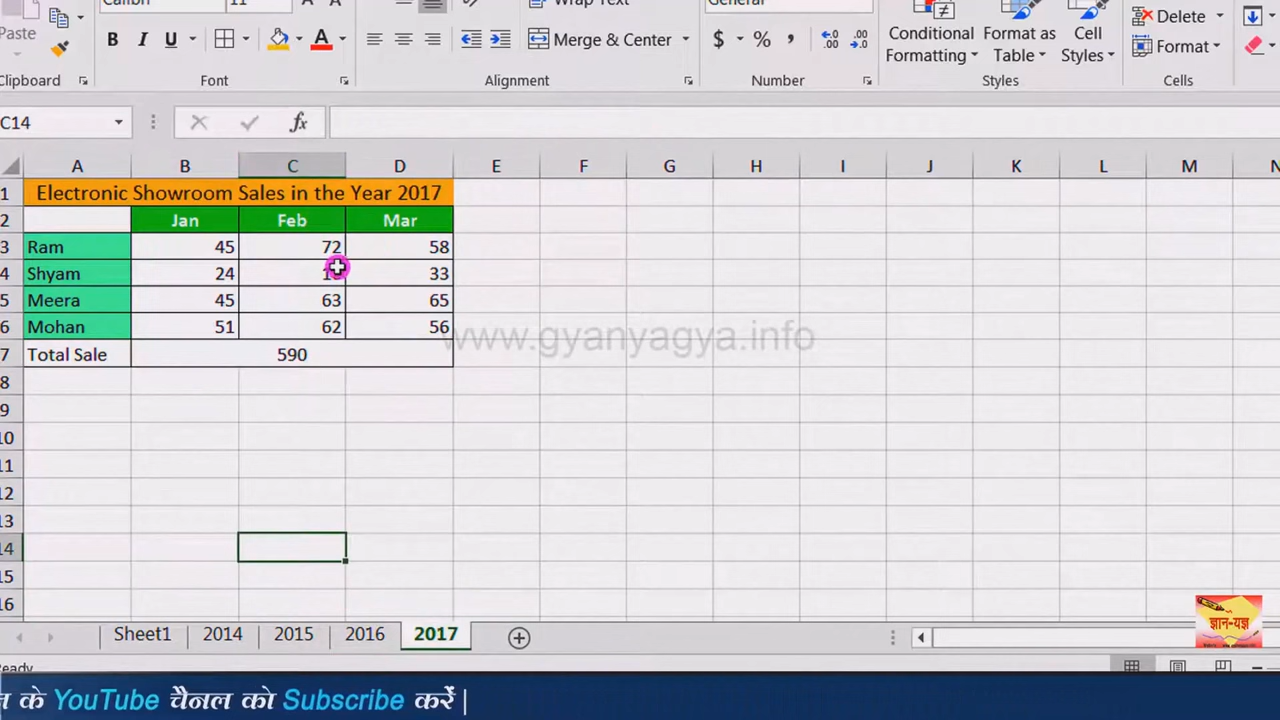 Calibri 11 Wrap Text General
Paste B I U Merge & Center $ % , Conditional Formatting Format as Table Cell Styles Delete Format
Clipboard Font Alignment Number Styles Cells
C14 fx
A B C D E F G H I J K L M N
1 Electronic Showroom Sales in the Year 2017
2 Jan Feb Mar
3 Ram 45 72 58
4 Shyam 24 33
5 Meera 45 63 65
6 Mohan 51 62 56
7 Total Sale 590
www.gyanyagya.info
8
9
10
11
12
13
14
15
16
ज्ञान-यज्ञ
Sheet1 2014 2015 2016 2017
Ready
के YouTube चैनल को Subscribe करें |